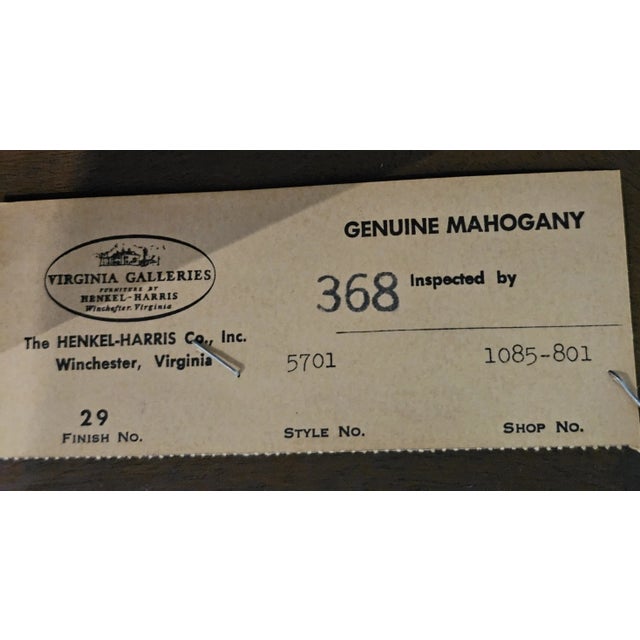 GENUINE MAHOGANY
VIRGINIA GALLERIES
FURNITURE BY
HENKEL-HARRIS
Winchester, Virginia
368 Inspected by
The HENKEL-HARRIS Co., Inc.
Winchester, Virginia
5701 1085-801
29
FINISH NO. STYLE NO. SHOP NO.